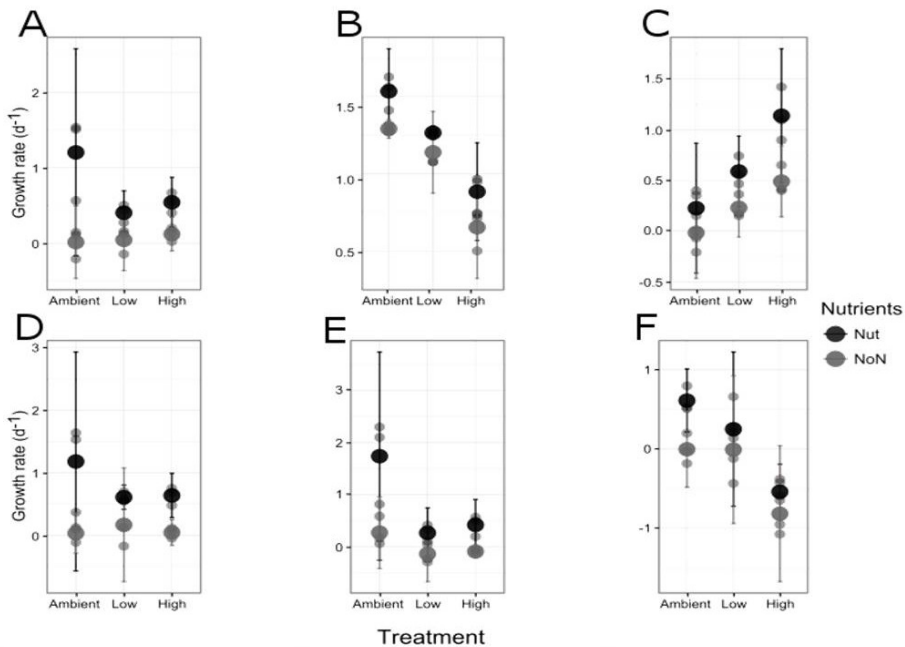 A
B
C
Growth rate (d-1)
2
1
0
Ambient Low High
1.5
1.0
0.5
Ambient Low High
1.5
1.0
0.5
0.0
-0.5
Ambient Low High
Nutrients
Nut
NoN
D
E
F
Growth rate (d-1)
3
2
1
0
Ambient Low High
3
2
1
0
Ambient Low High
1
0
-1
Ambient Low High
Treatment